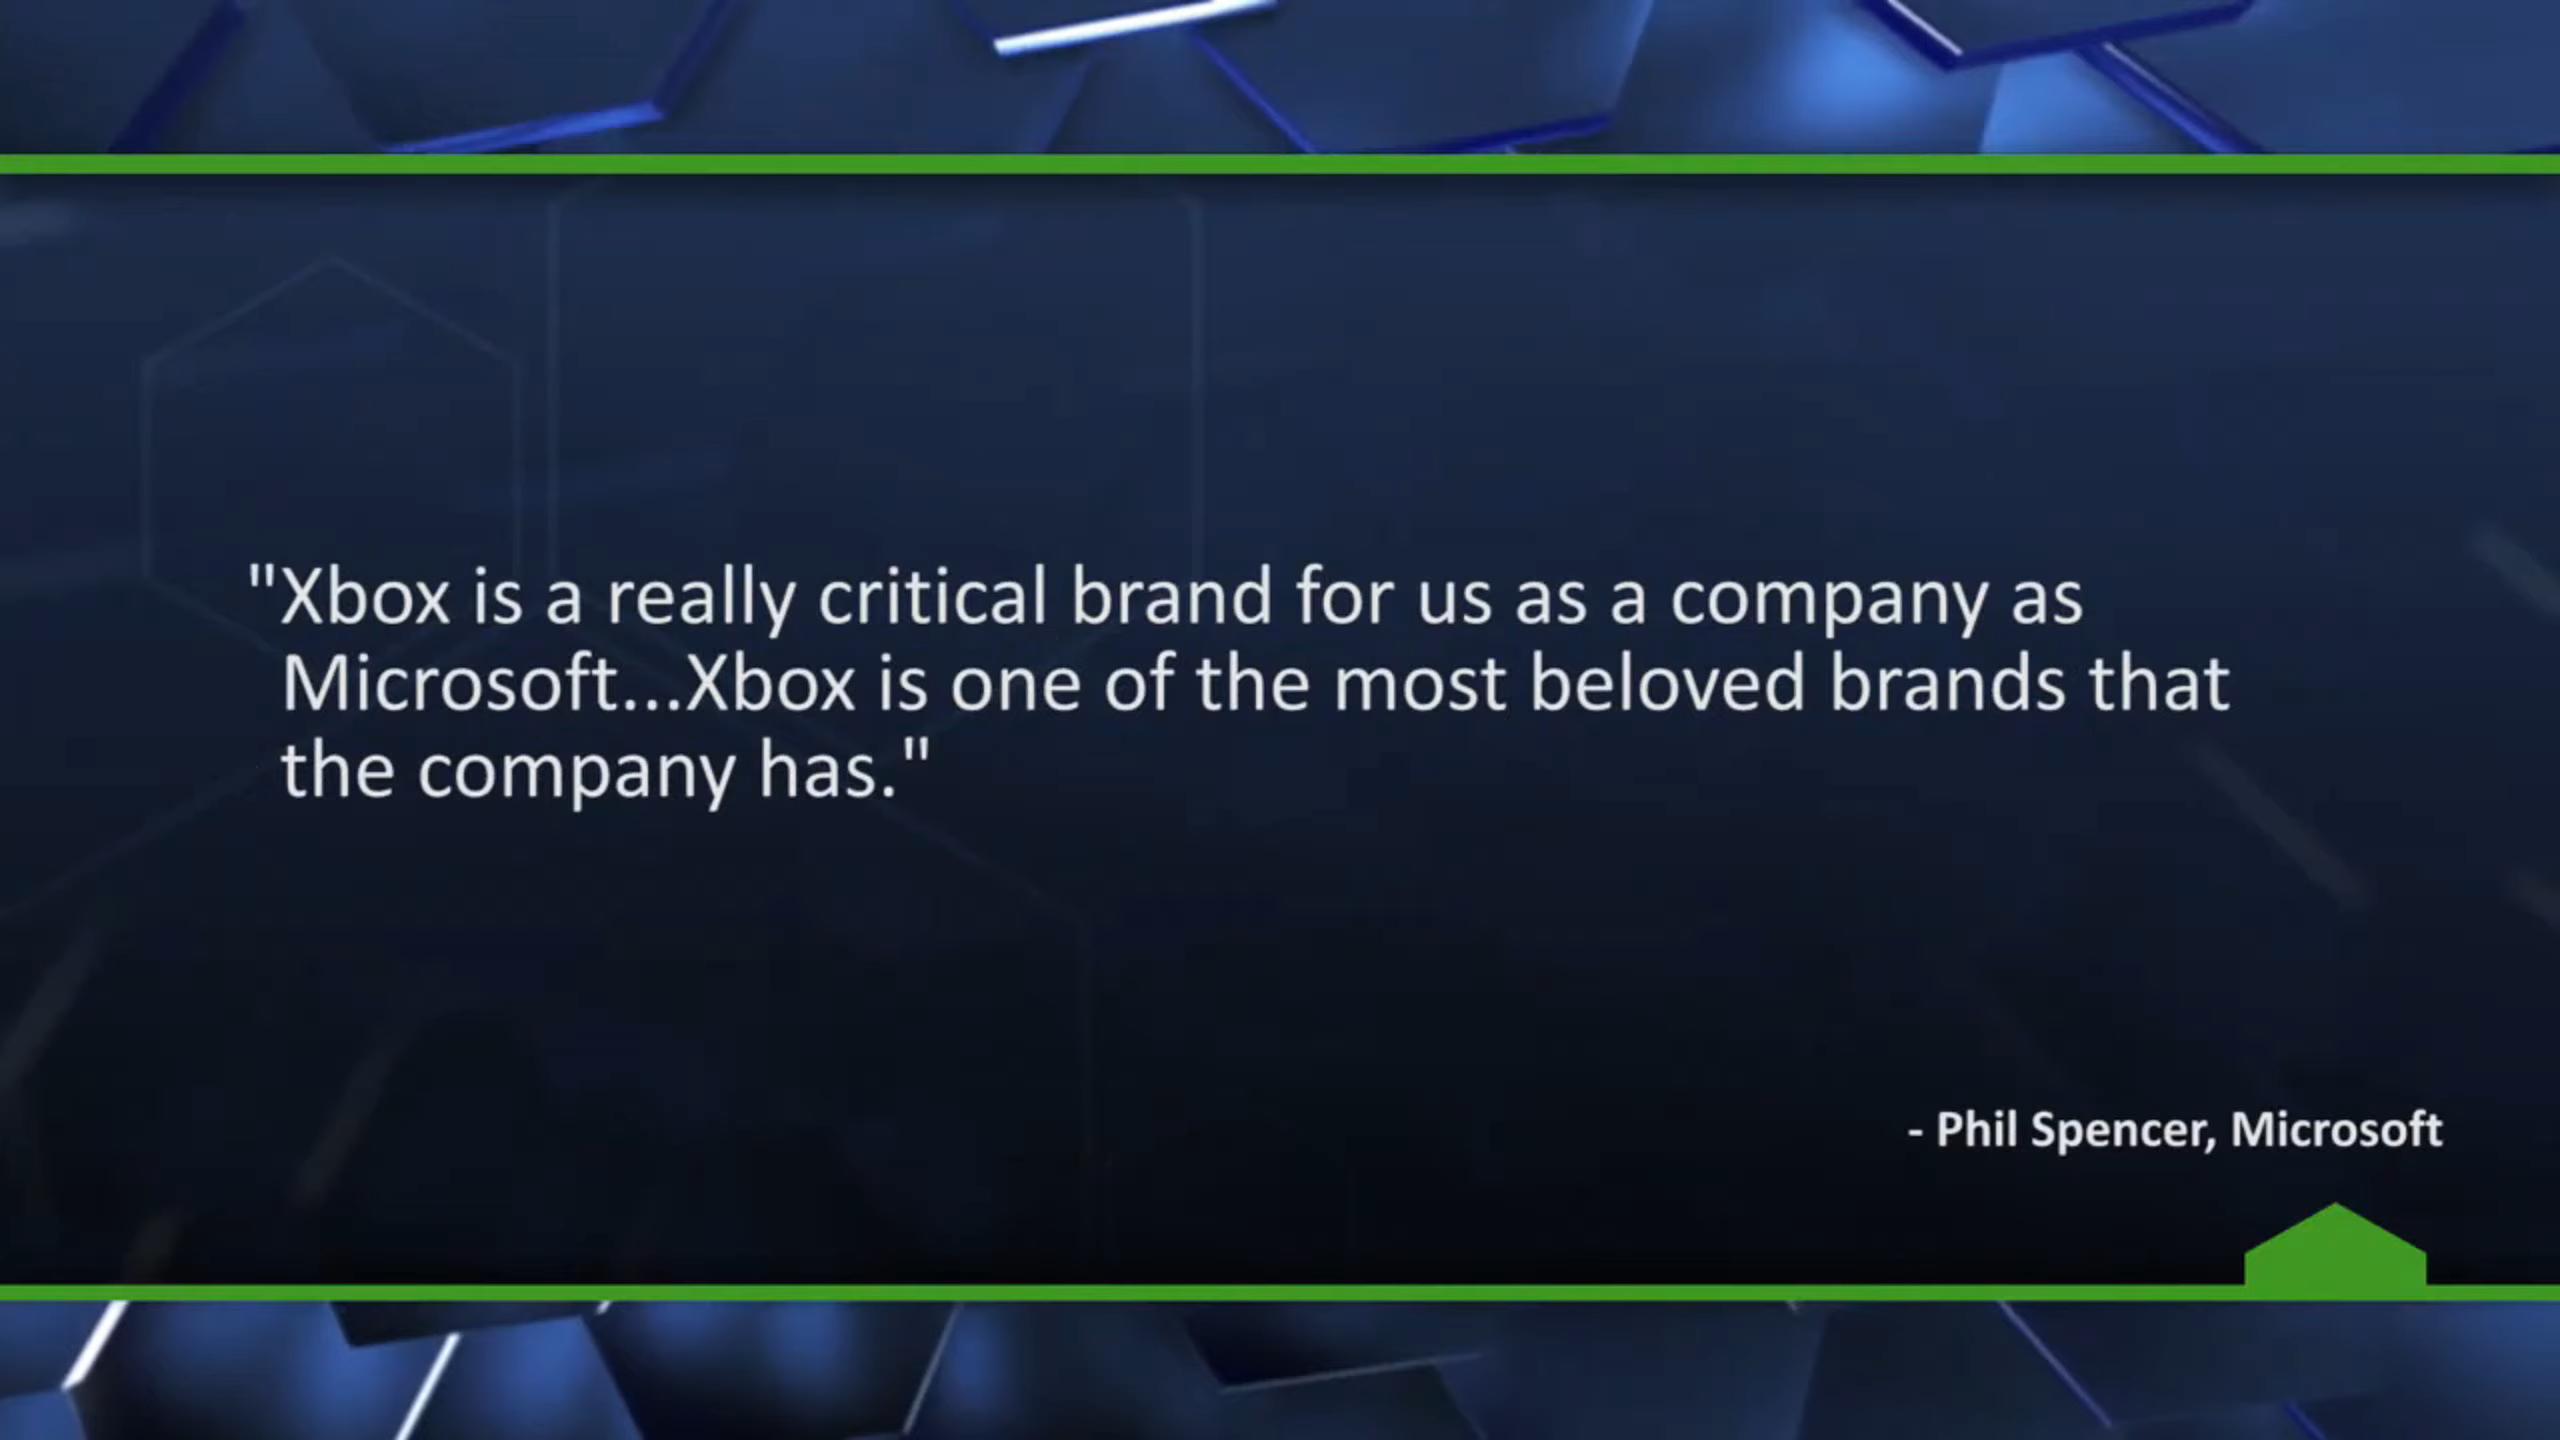 "Xbox is a really critical brand for us as a company as
Microsoft...Xbox is one of the most beloved brands that
the company has."
- Phil Spencer, Microsoft